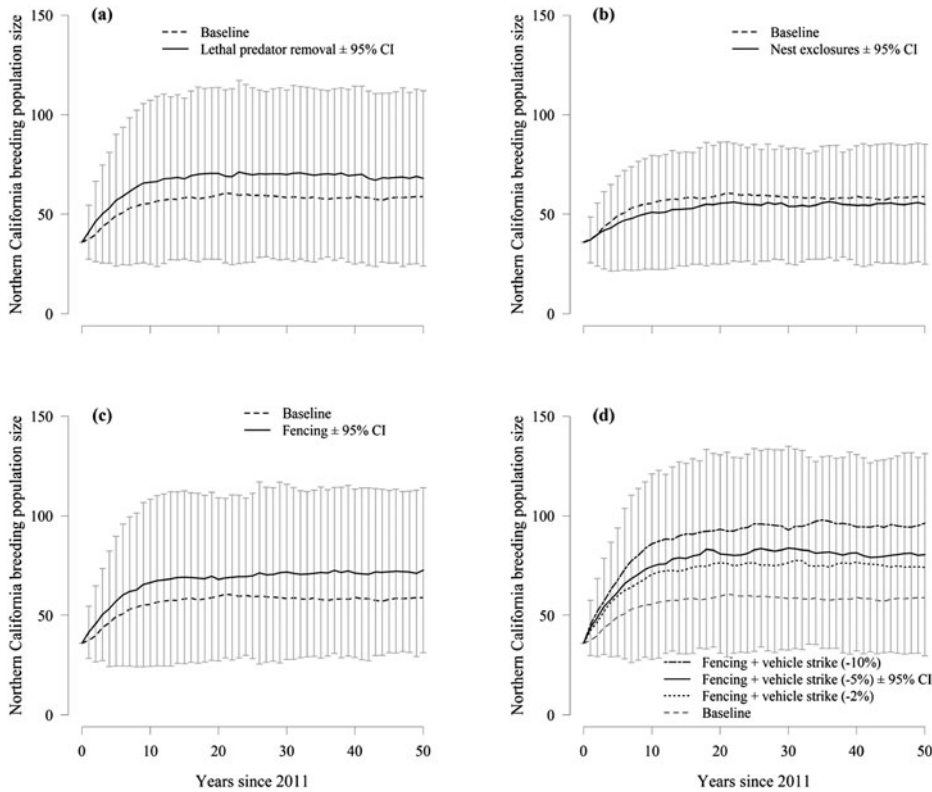 (a)
Northern California breeding population size
150
100
50
0
Baseline
Lethal predator removal ± 95% CI
(b)
Northern California breeding population size
150
100
50
0
Baseline
Nest exclosures ± 95% CI
(c)
Northern California breeding population size
150
100
50
0
Baseline
Fencing ± 95% CI
0 10 20 30 40 50
Years since 2011
(d)
Northern California breeding population size
150
100
50
0
Fencing + vehicle strike (-10%)
Fencing + vehicle strike (-5%) ± 95% CI
Fencing + vehicle strike (-2%)
Baseline
0 10 20 30 40 50
Years since 2011